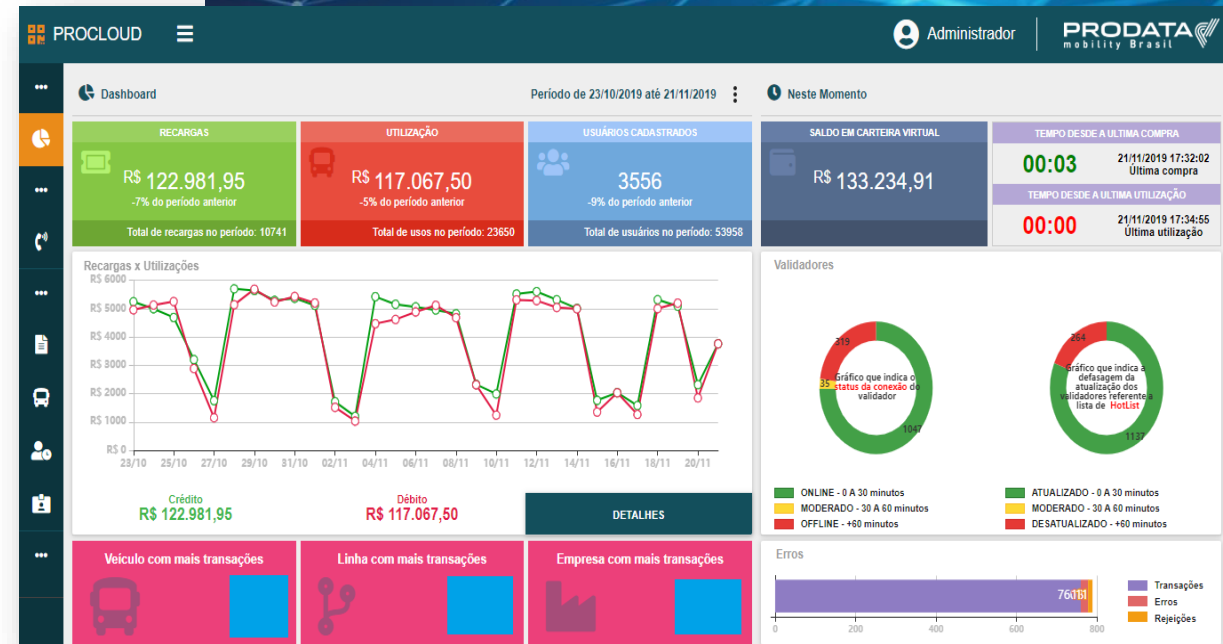 PROCLOUD
Administrador
PRODATA
mobility Brasil
Dashboard
Período de 23/10/2019 até 21/11/2019
Neste Momento
RECARGAS
R$ 122.981,95
-7% do período anterior
Total de recargas no período: 10741
UTILIZAÇÃO
R$ 117.067,50
-5% do período anterior
Total de usos no período: 23650
USUÁRIOS CADASTRADOS
3556
-9% do período anterior
Total de usuários no período: 53958
SALDO EM CARTEIRA VIRTUAL
R$ 133.234,91
TEMPO DESDE A ULTIMA COMPRA
00:03
21/11/2019 17:32:02
Última compra
TEMPO DESDE A ULTIMA UTILIZAÇÃO
00:00
21/11/2019 17:34:55
Última utilização
Recargas x Utilizações
R$ 6000
R$ 5000
R$ 4000
R$ 3000
R$ 2000
R$ 1000
R$ 0
23/10 25/10 27/10 29/10 31/10 02/11 04/11 06/11 08/11 10/11 12/11 14/11 16/11 18/11 20/11
Crédito
R$ 122.981,95
Débito
R$ 117.067,50
DETALHES
Validadores
319
35
1047
Gráfico que indica o
status da conexão do
validador
264
1137
Gráfico que indica a
defasagem da
atualização dos
validadores referente a
lista de HotList
ONLINE - 0 A 30 minutos
MODERADO - 30 A 60 minutos
OFFLINE - +60 minutos
ATUALIZADO - 0 A 30 minutos
MODERADO - 30 A 60 minutos
DESATUALIZADO - +60 minutos
Veículo com mais transações
Linha com mais transações
Empresa com mais transações
Erros
0 200 400 600 800
Transações
Erros
Rejeições